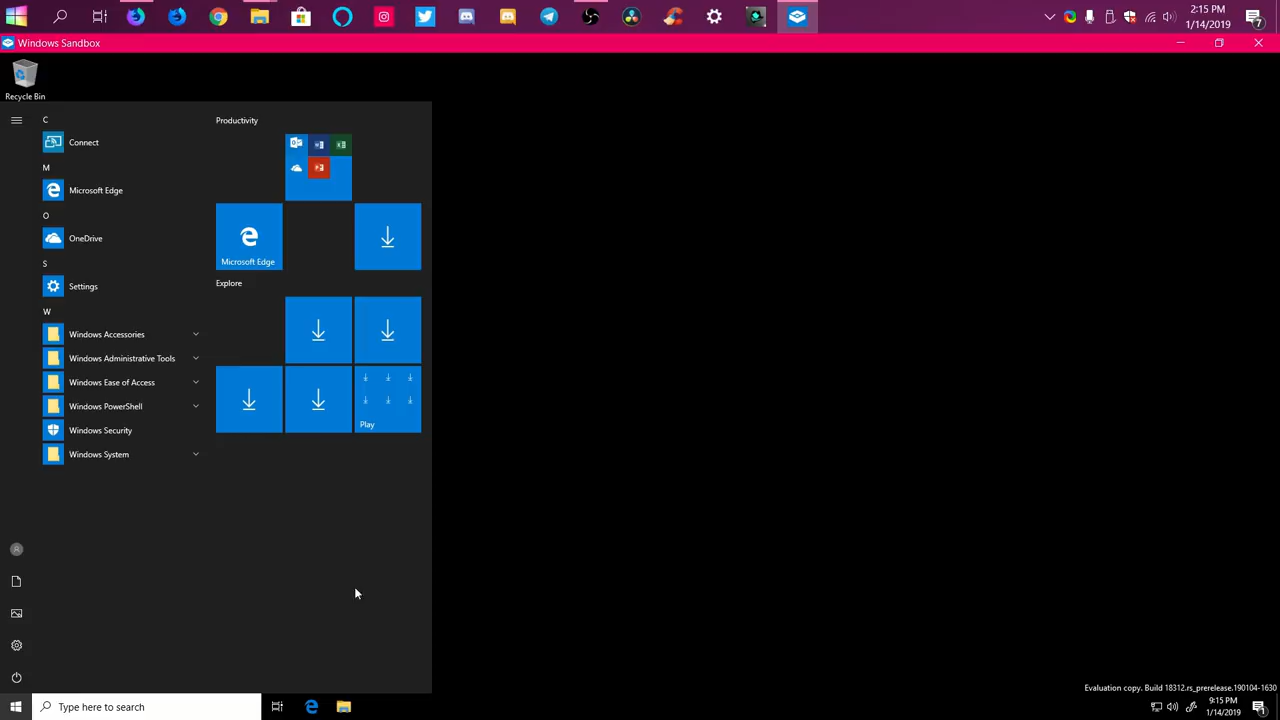 2:15 PM
1/14/2019
7
Windows Sandbox
Recycle Bin
C
Connect
M
Microsoft Edge
O
OneDrive
S
Settings
W
Windows Accessories
Windows Administrative Tools
Windows Ease of Access
Windows PowerShell
Windows Security
Windows System
Productivity
Microsoft Edge
Explore
Play
Evaluation copy. Build 18312.rs_prerelease.190104-1630
Type here to search
9:15 PM
1/14/2019
1